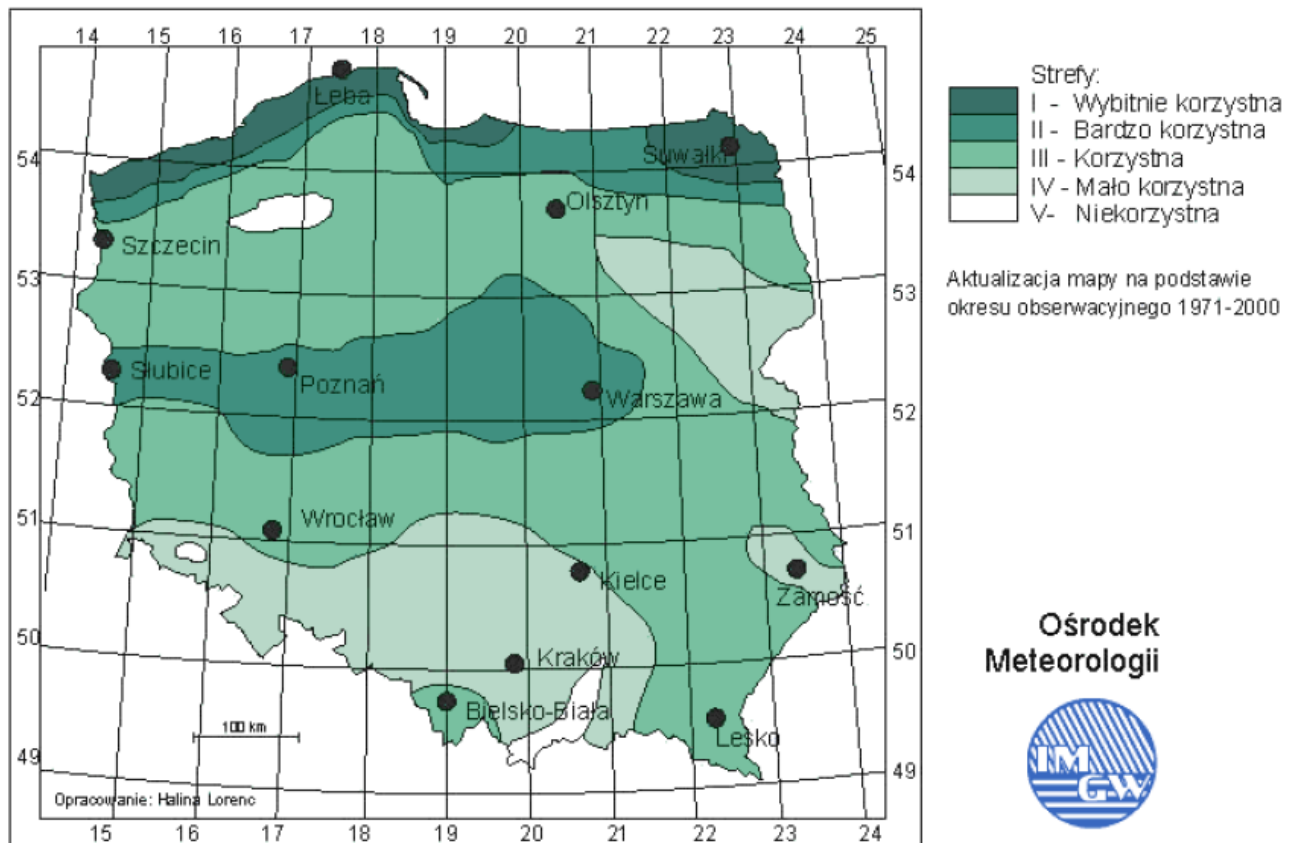 14 15 16 17 18 19 20 21 22 23 24 25
Strefy:
I - Wybitnie korzystna
II - Bardzo korzystna
III - Korzystna
IV - Mało korzystna
V- Niekorzystna
Aktualizacja mapy na podstawie
okresu obserwacyjnego 1971-2000
Łeba
54
Suwałki
54
Olsztyn
Szczecin
53
53
Słubice
Poznań
Warszawa
52
52
51
Wrocław
51
Kielce
Zamość
50
Kraków
50
Bielsko-Biała
Lesko
100 km
49
49
Opracowanie: Halina Lorenc
15 16 17 18 19 20 21 22 23 24
Ośrodek
Meteorologii
IM
GW